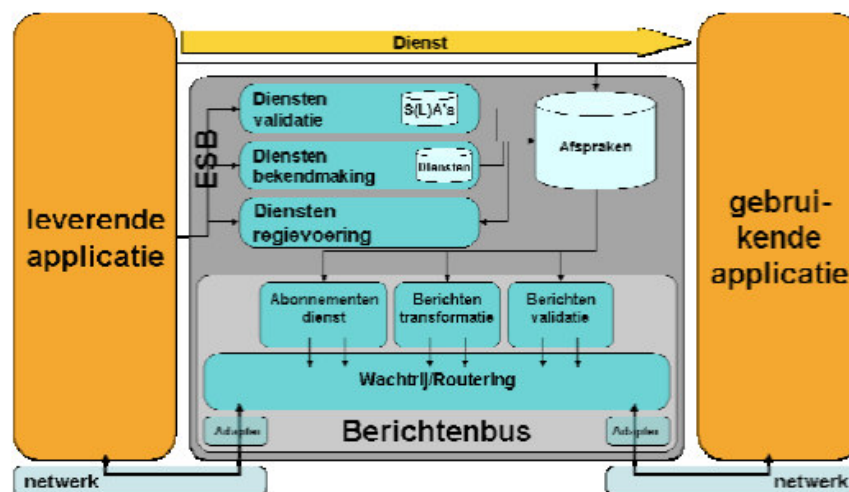 Dienst
leverende
applicatie
ESB
Diensten
validatie
S(L)A's
Diensten
bekendmaking
Diensten
Diensten
regievoering
Afspraken
gebrui-
kende
applicatie
Abonnementen
dienst
Berichten
transformatie
Berichten
validatie
Wachtrij/Routering
Adapter
Berichtenbus
Adapter
netwerk
netwerk